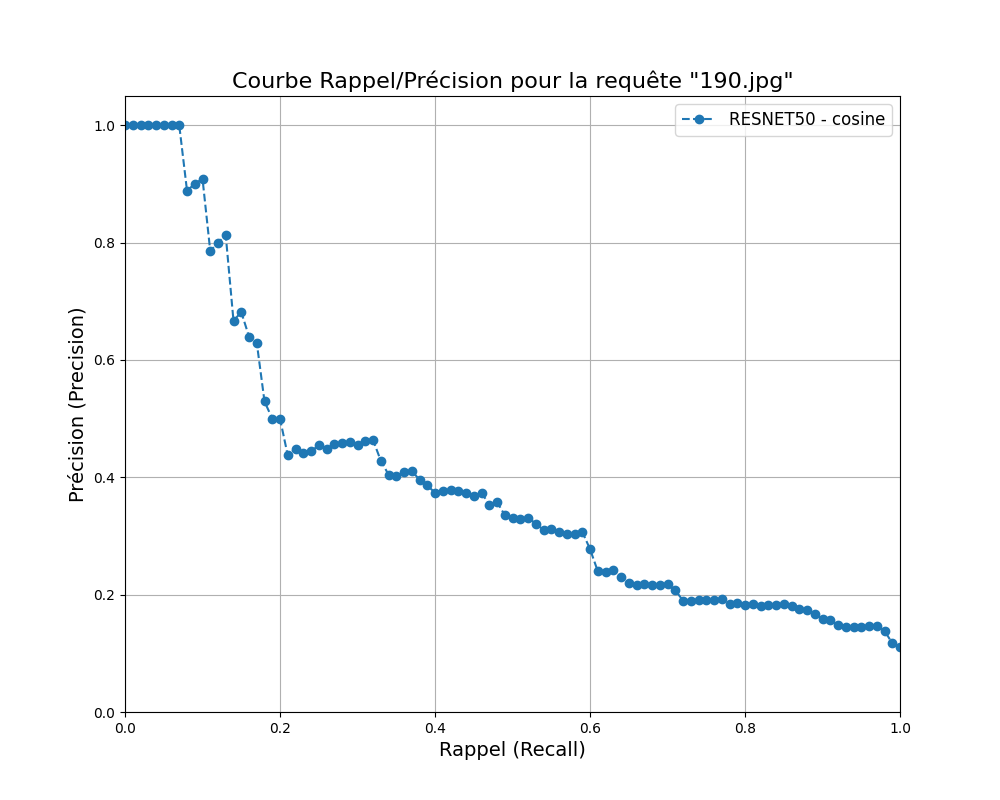 Courbe Rappel/Précision pour la requête "190.jpg"
RESNET50 - cosine
1.0
0.8
0.6
0.4
0.2
0.0
Précision (Precision)
0.0 0.2 0.4 0.6 0.8 1.0
Rappel (Recall)